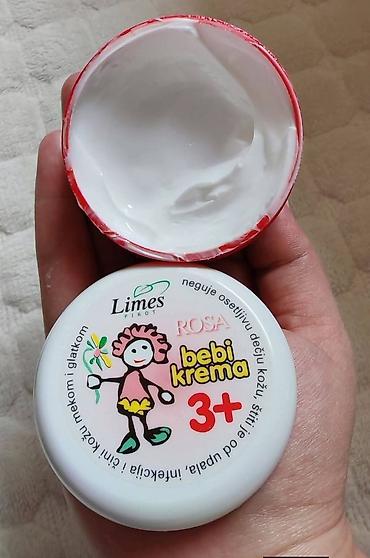 Limes
PIROT
ROSA
bebi
krema
3+
neguje osetljivu dečju kožu, štiti je od upala, infekcija i čini kožu mekom i glatkom